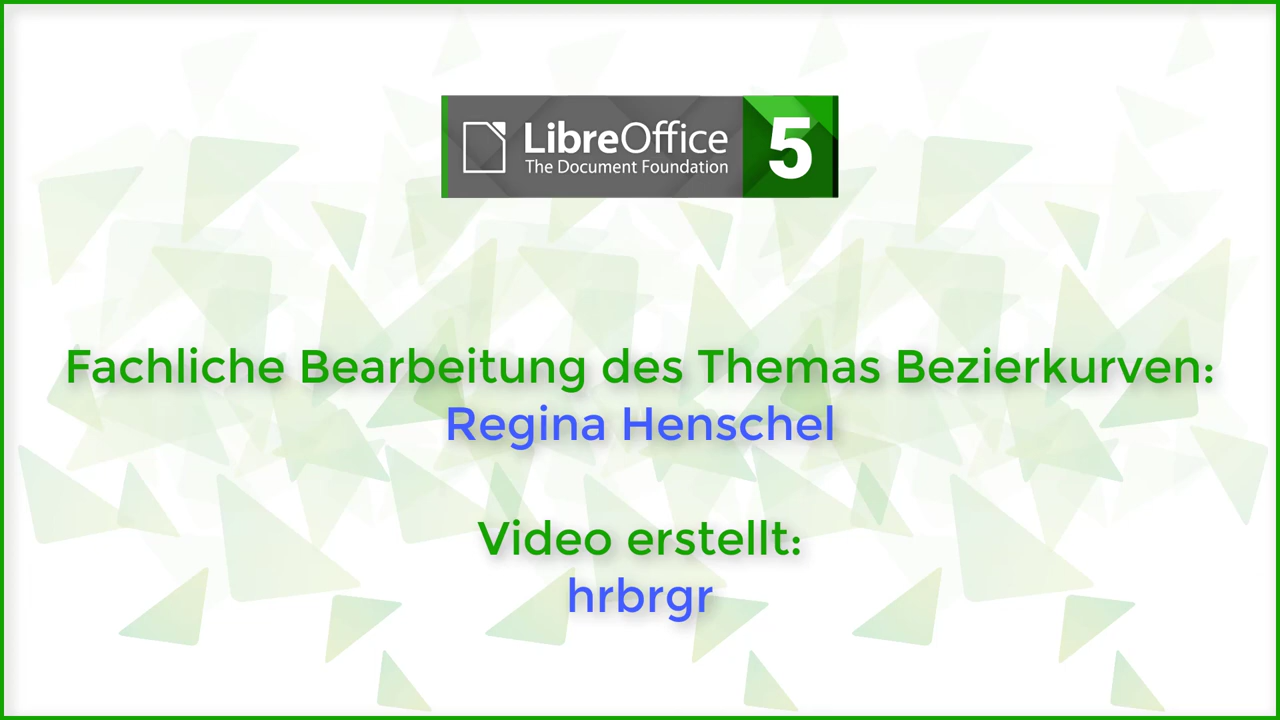 LibreOffice
The Document Foundation
5
Fachliche Bearbeitung des Themas Bezierkurven:
Regina Henschel
Video erstellt:
hrbrgr